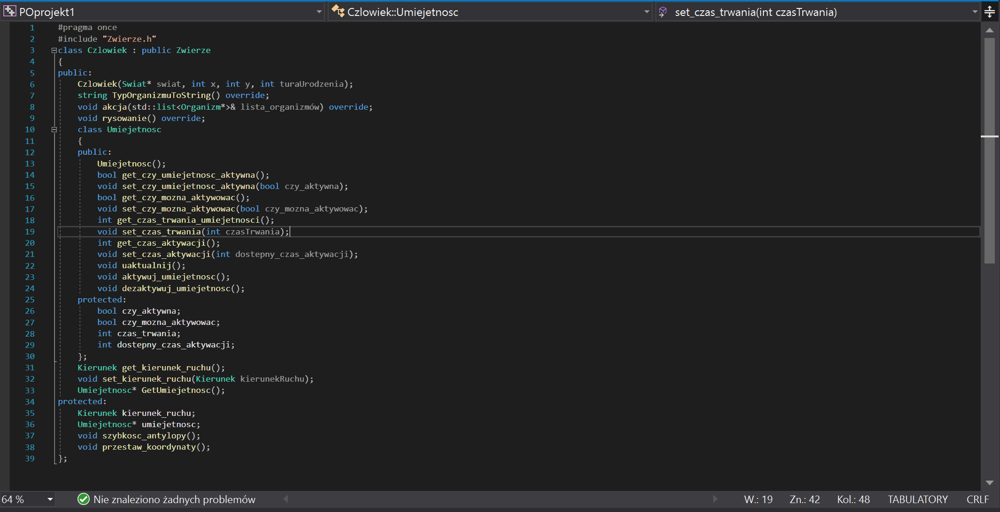 POprojekt1 Czlowiek::Umiejetnosc set_czas_trwania(int czasTrwania)
1 #pragma once
2 #include "Zwierze.h"
3 class Czlowiek : public Zwierze
4 {
5 public:
6 Czlowiek(Swiat* swiat, int x, int y, int turaUrodzenia);
7 string TypOrganizmuToString() override;
8 void akcja(std::list<Organizm*>& lista_organizmów) override;
9 void rysowanie() override;
10 class Umiejetnosc
11 {
12 public:
13 Umiejetnosc();
14 bool get_czy_umiejetnosc_aktywna();
15 void set_czy_umiejetnosc_aktywna(bool czy_aktywna);
16 bool get_czy_mozna_aktywowac();
17 void set_czy_mozna_aktywowac(bool czy_mozna_aktywowac);
18 int get_czas_trwania_umiejetnosci();
19 void set_czas_trwania(int czasTrwania);
20 int get_czas_aktywacji();
21 void set_czas_aktywacji(int dostepny_czas_aktywacji);
22 void uaktualnij();
23 void aktywuj_umiejetnosc();
24 void dezaktywuj_umiejetnosc();
25 protected:
26 bool czy_aktywna;
27 bool czy_mozna_aktywowac;
28 int czas_trwania;
29 int dostepny_czas_aktywacji;
30 };
31 Kierunek get_kierunek_ruchu();
32 void set_kierunek_ruchu(Kierunek kierunekRuchu);
33 Umiejetnosc* GetUmiejetnosc();
34 protected:
35 Kierunek kierunek_ruchu;
36 Umiejetnosc* umiejetnosc;
37 void szybkosc_antylopy();
38 void przestaw_koordynaty();
39 };
64 % Nie znaleziono żadnych problemów W.: 19 Zn.: 42 Kol.: 48 TABULATORY CRLF